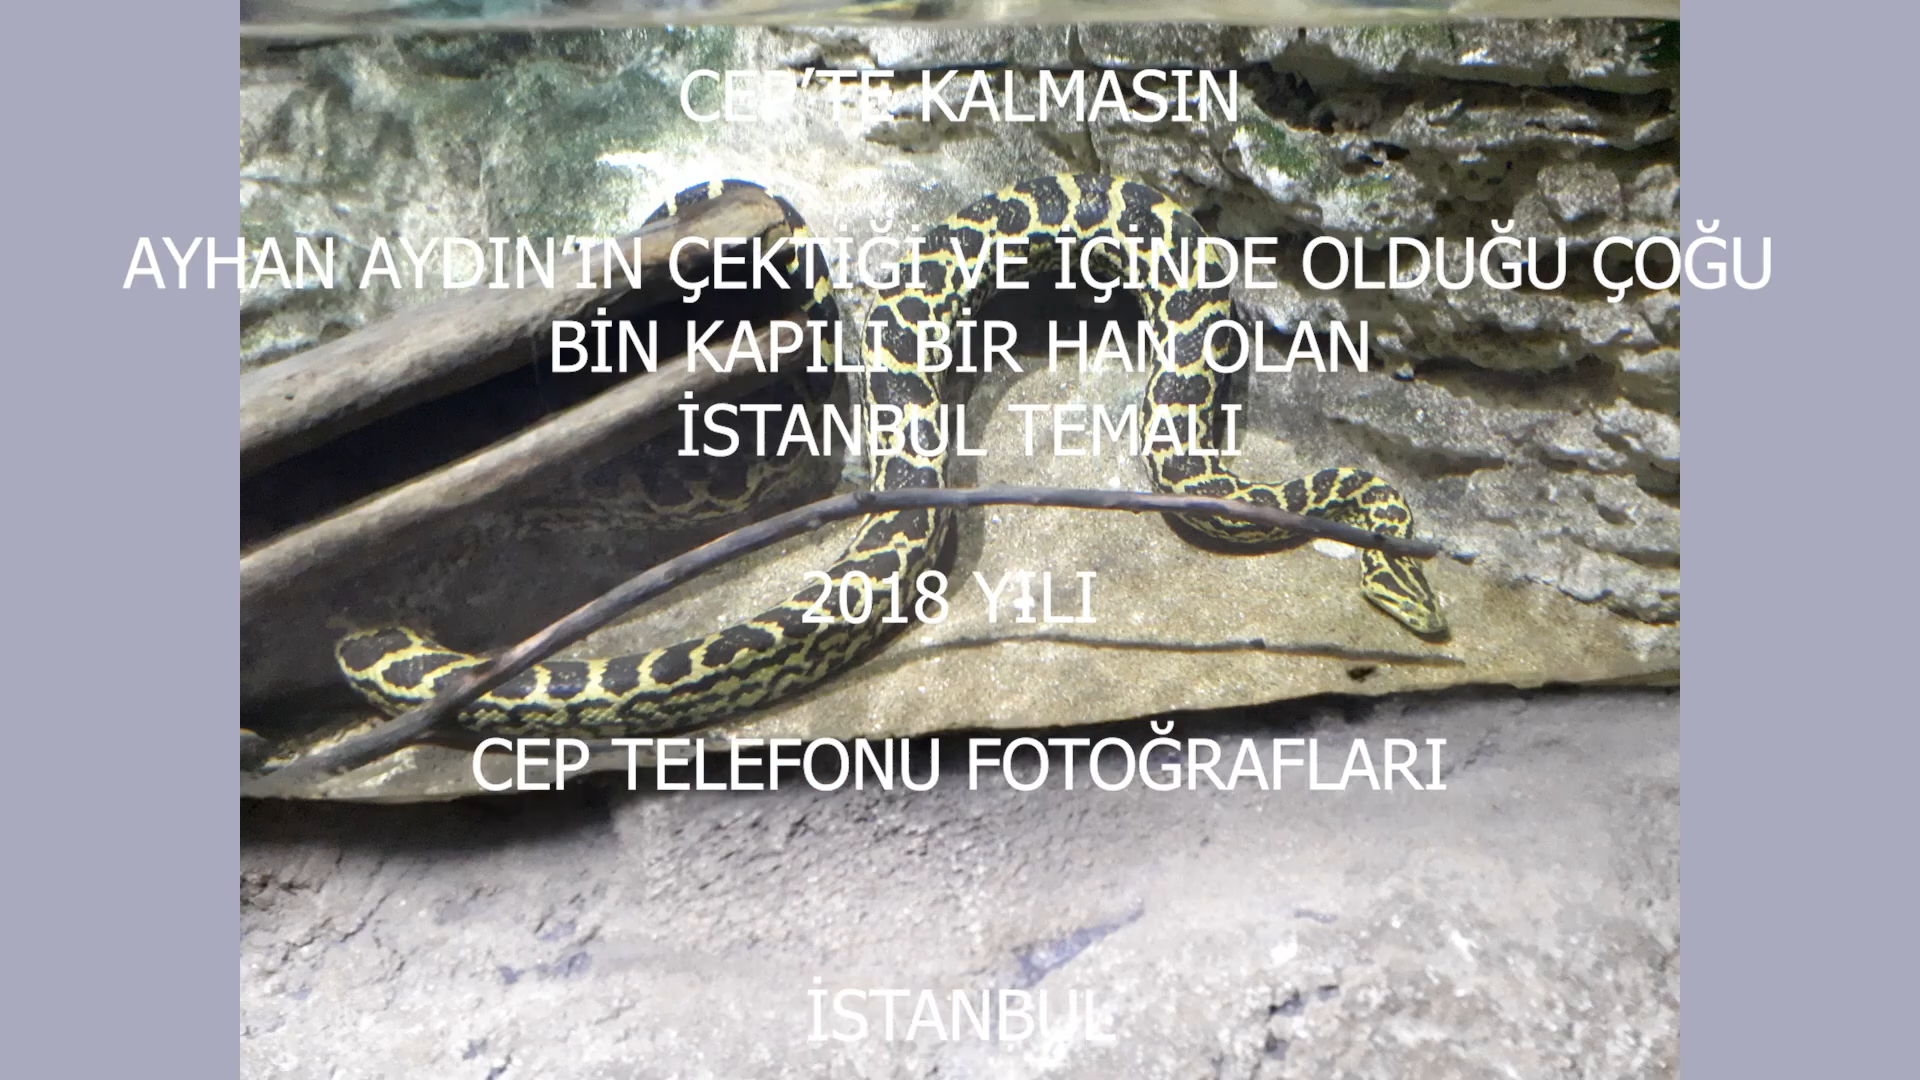 CEP'TE KALMASIN
AYHAN AYDIN'IN ÇEKTİĞİ VE İÇİNDE OLDUĞU ÇOĞU
BİN KAPILI BİR HAN OLAN
İSTANBUL TEMALI
2018 YILI
CEP TELEFONU FOTOĞRAFLARI
İSTANBUL